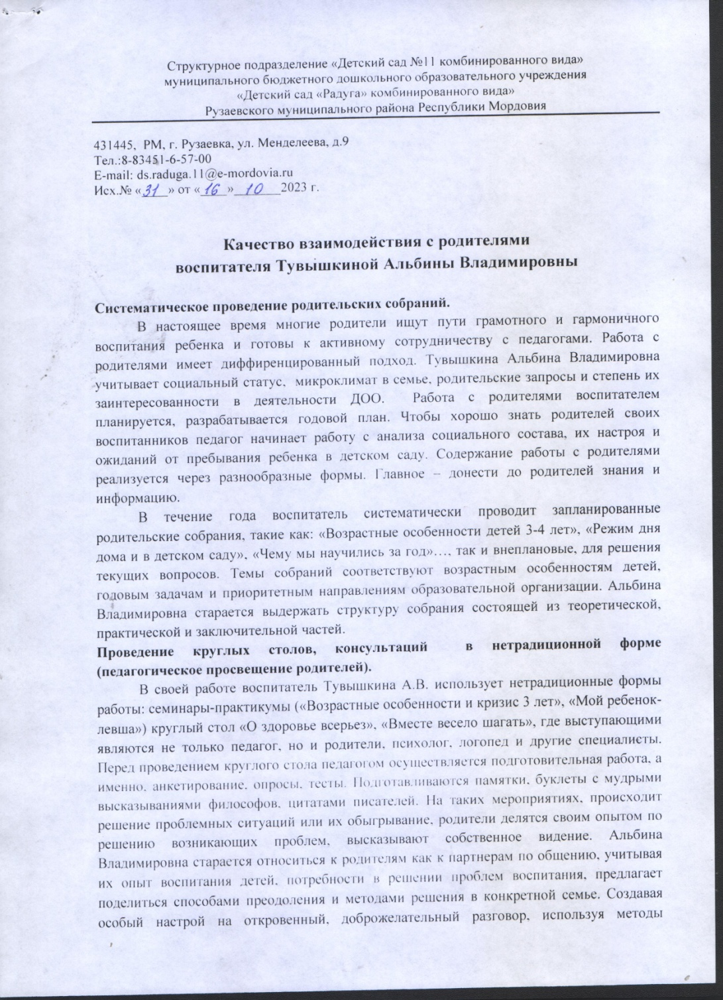 Структурное подразделение «Детский сад №11 комбинированного вида»
муниципального бюджетного дошкольного образовательного учреждения
«Детский сад «Радуга» комбинированного вида»
Рузаевского муниципального района Республики Мордовия
431445, РМ, г. Рузаевка, ул. Менделеева, д.9
Тел.:8-83451-6-57-00
E-mail: ds.raduga.11@e-mordovia.ru
Исх.№ «31» от «16» 10 2023 г.
Качество взаимодействия с родителями
воспитателя Тувышкиной Альбины Владимировны
Систематическое проведение родительских собраний.
В настоящее время многие родители ищут пути грамотного и гармоничного
воспитания ребенка и готовы к активному сотрудничеству с педагогами. Работа с
родителями имеет диффиренцированный подход. Тувышкина Альбина Владимировна
учитывает социальный статус, микроклимат в семье, родительские запросы и степень их
заинтересованности в деятельности ДОО. Работа с родителями воспитателем
планируется, разрабатывается годовой план. Чтобы хорошо знать родителей своих
воспитанников педагог начинает работу с анализа социального состава, их настроя и
ожиданий от пребывания ребенка в детском саду. Содержание работы с родителями
реализуется через разнообразные формы. Главное – донести до родителей знания и
информацию.
В течение года воспитатель систематически проводит запланированные
родительские собрания, такие как: «Возрастные особенности детей 3-4 лет», «Режим дня
дома и в детском саду», «Чему мы научились за год»…, так и внеплановые, для решения
текущих вопросов. Темы собраний соответствуют возрастным особенностям детей,
годовым задачам и приоритетным направлениям образовательной организации. Альбина
Владимировна старается выдержать структуру собрания состоящей из теоретической,
практической и заключительной частей.
Проведение круглых столов, консультаций в нетрадиционной форме
(педагогическое просвещение родителей).
В своей работе воспитатель Тувышкина А.В. использует нетрадиционные формы
работы: семинары-практикумы («Возрастные особенности и кризис 3 лет», «Мой ребенок-
левша») круглый стол «О здоровье всерьез», «Вместе весело шагать», где выступающими
являются не только педагог, но и родители, психолог, логопед и другие специалисты.
Перед проведением круглого стола педагогом осуществляется подготовительная работа, а
именно, анкетирование, опросы, тесты. Подготавливаются памятки, буклеты с мудрыми
высказываниями философов, цитатами писателей. На таких мероприятиях, происходит
решение проблемных ситуаций или их обыгрывание, родители делятся своим опытом по
решению возникающих проблем, высказывают собственное видение. Альбина
Владимировна старается относиться к родителям как к партнерам по общению, учитывая
их опыт воспитания детей, потребности в решении проблем воспитания, предлагает
поделиться способами преодоления и методами решения в конкретной семье. Создавая
особый настрой на откровенный, доброжелательный разговор, используя методы